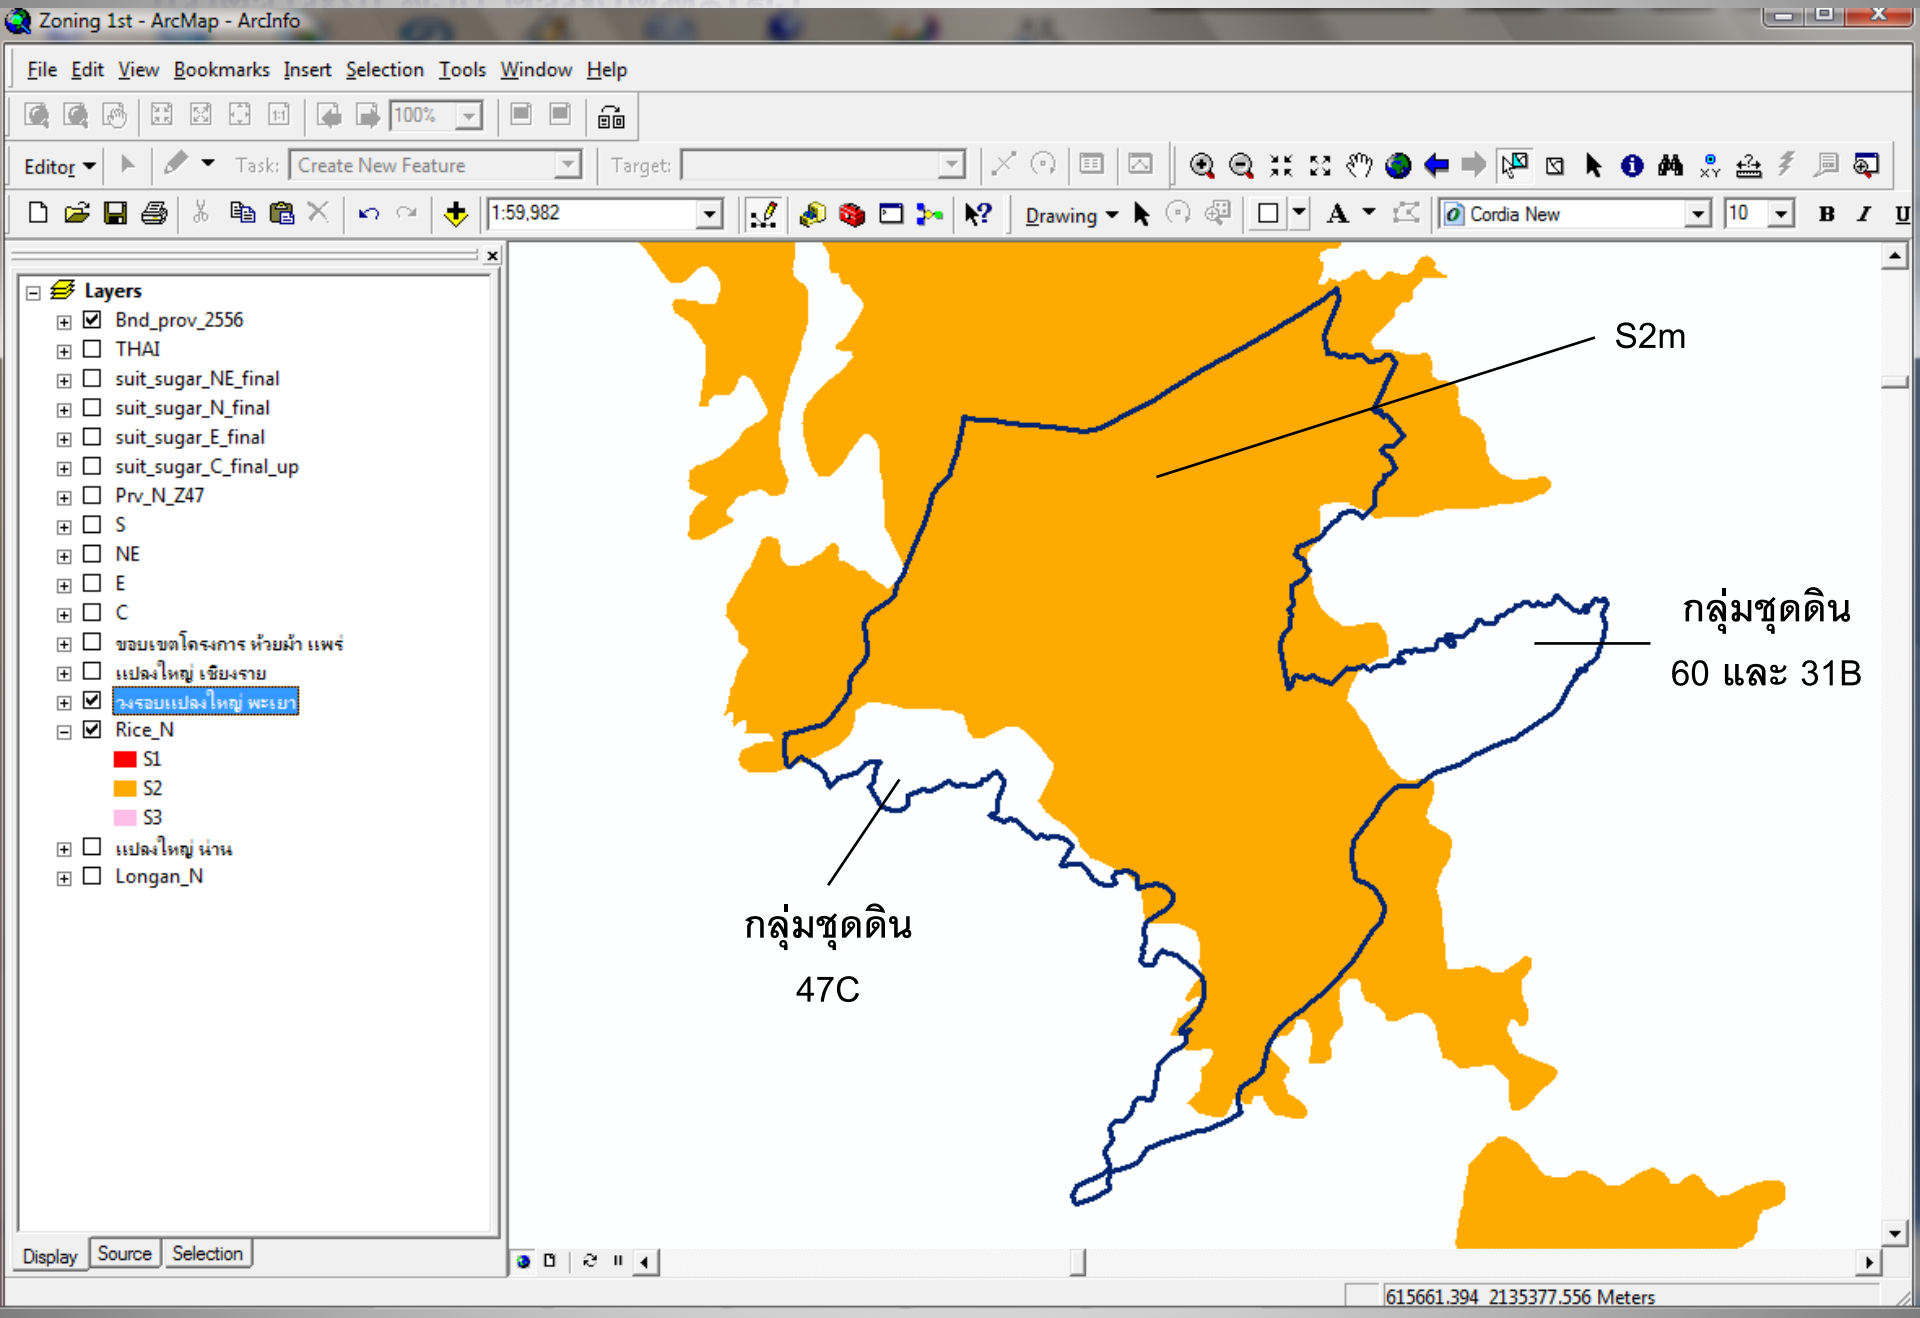 Zoning 1st - ArcMap - ArcInfo
File Edit View Bookmarks Insert Selection Tools Window Help
100%
Editor Task: Create New Feature Target:
1:59,982 Drawing A Cordia New 10 B I U
Layers
Bnd_prov_2556
THAI
suit_sugar_NE_final
suit_sugar_N_final
suit_sugar_E_final
suit_sugar_C_final_up
Prv_N_Z47
S
NE
E
C
ขอบเขตโครงการ ห้วยม้า แพร่
แปลงใหญ่ เชียงราย
วงรอบแปลงใหญ่ พะเยา
Rice_N
S1
S2
S3
แปลงใหญ่ น่าน
Longan_N
S2m
กลุ่มชุดดิน
60 และ 31B
กลุ่มชุดดิน
47C
Display Source Selection
615661.394 2135377.556 Meters